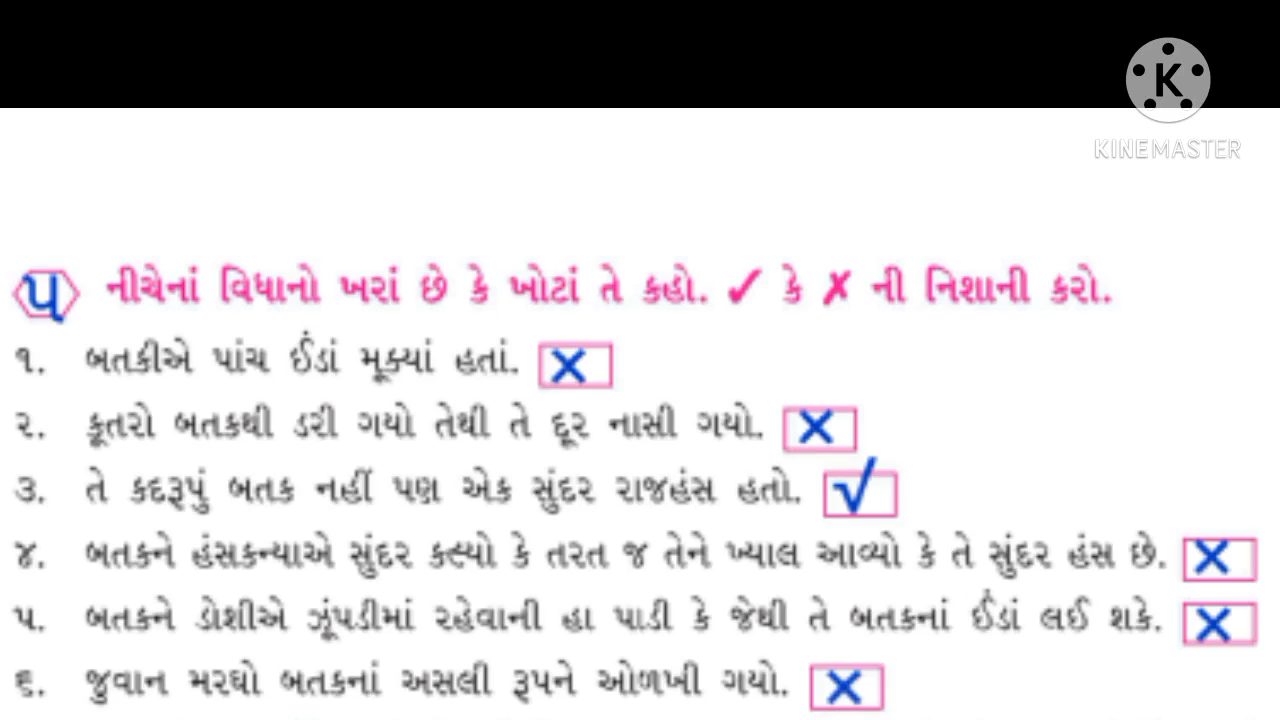 K
KINEMASTER
૫ નીચેનાં વિધાનો ખરાં છે કે ખોટાં તે કહો. ✓ કે ✗ ની નિશાની કરો.
૧. બતકીએ પાંચ ઈંડાં મૂક્યાં હતાં. ×
૨. કૂતરો બતકથી ડરી ગયો તેથી તે દૂર નાસી ગયો. ×
૩. તે કદરૂપું બતક નહીં પણ એક સુંદર રાજહંસ હતો. √
૪. બતકને હંસકન્યાએ સુંદર કહ્યો કે તરત જ તેને ખ્યાલ આવ્યો કે તે સુંદર હંસ છે. ×
૫. બતકને ડોશીએ ઝૂંપડીમાં રહેવાની હા પાડી કે જેથી તે બતકનાં ઈંડાં લઈ શકે. ×
૬. જુવાન મરઘો બતકનાં અસલી રૂપને ઓળખી ગયો. ×